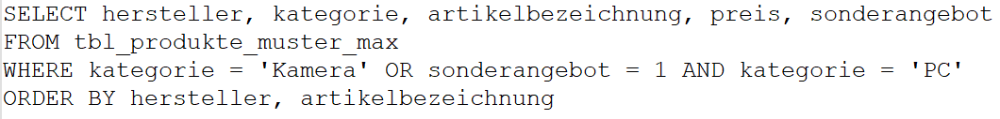 SELECT hersteller, kategorie, artikelbezeichnung, preis, sonderangebot
FROM tbl_produkte_muster_max
WHERE kategorie = 'Kamera' OR sonderangebot = 1 AND kategorie = 'PC'
ORDER BY hersteller, artikelbezeichnung